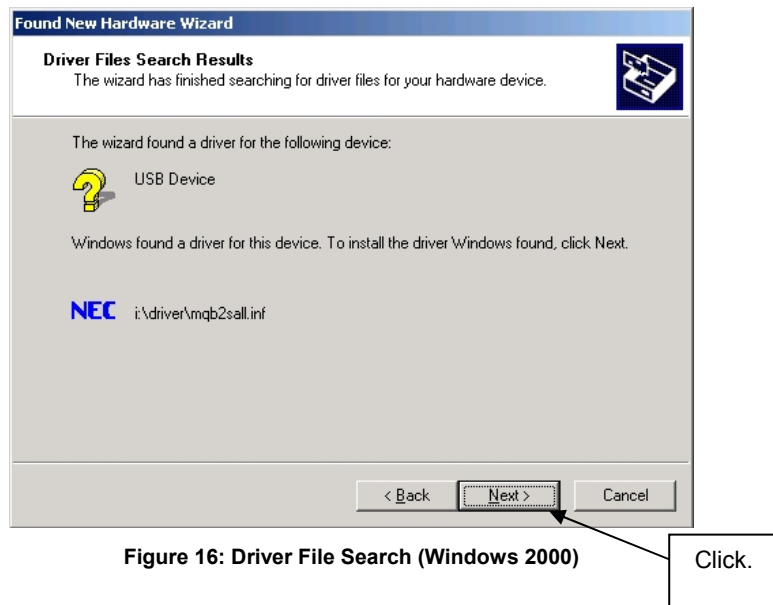 Found New Hardware Wizard
Driver Files Search Results
The wizard has finished searching for driver files for your hardware device.
The wizard found a driver for the following device:
USB Device
Windows found a driver for this device. To install the driver Windows found, click Next.
NEC i:\driver\mqb2sall.inf
< Back Next > Cancel
Figure 16: Driver File Search (Windows 2000)
Click.